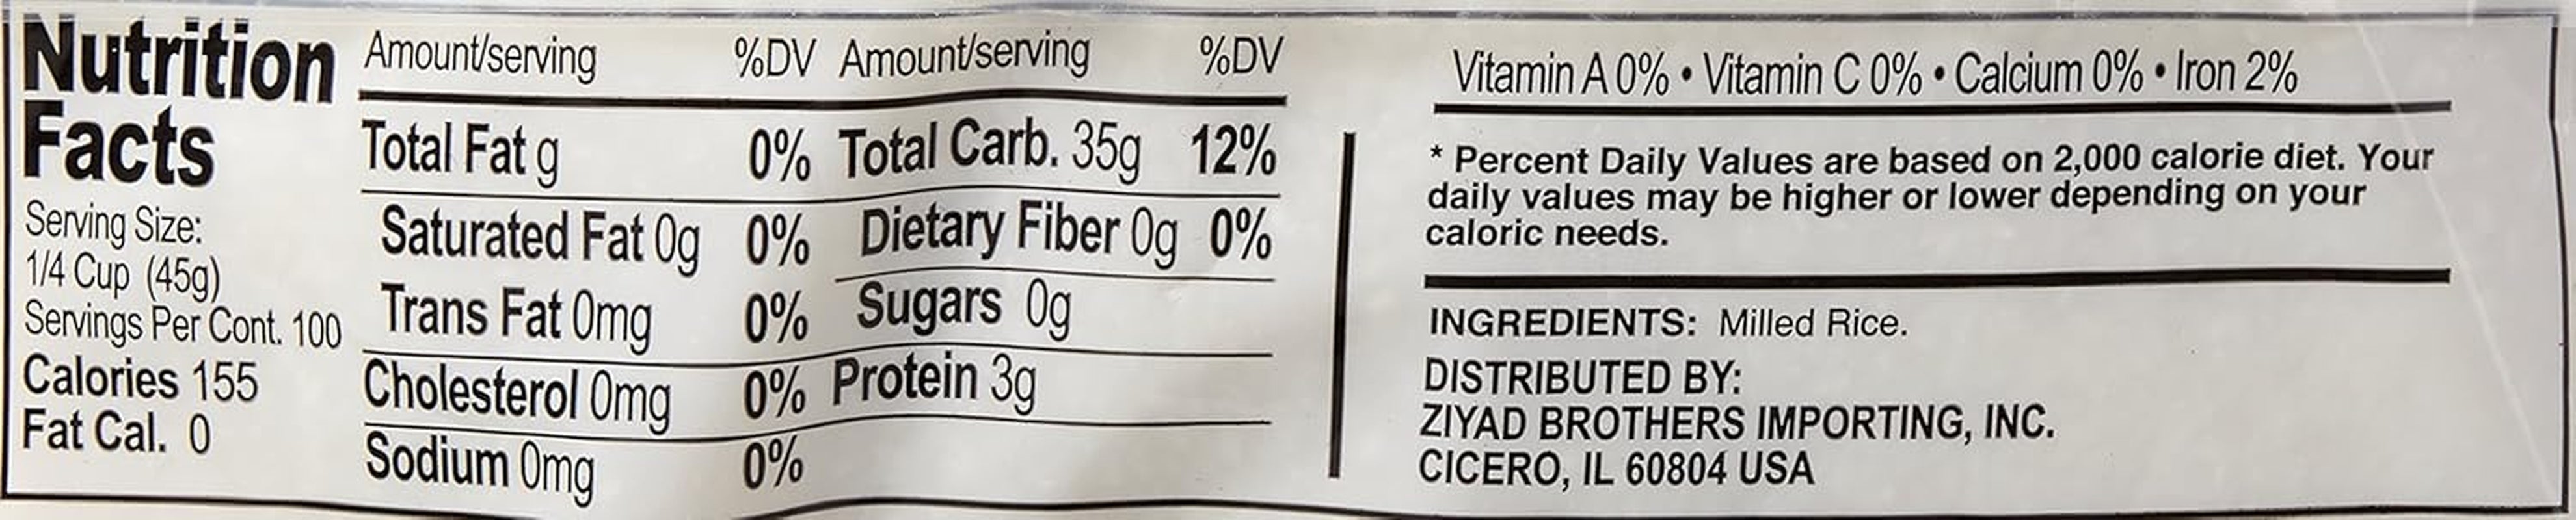 Nutrition
Facts
Serving Size:
1/4 Cup (45g)
Servings Per Cont. 100
Calories 155
Fat Cal. 0
Amount/serving %DV Amount/serving %DV
Total Fat g 0% Total Carb. 35g 12%
Saturated Fat 0g 0% Dietary Fiber 0g 0%
Trans Fat 0mg 0% Sugars 0g
Cholesterol 0mg 0% Protein 3g
Sodium 0mg 0%
Vitamin A 0% • Vitamin C 0% • Calcium 0% • Iron 2%
* Percent Daily Values are based on 2,000 calorie diet. Your
daily values may be higher or lower depending on your
caloric needs.
INGREDIENTS: Milled Rice.
DISTRIBUTED BY:
ZIYAD BROTHERS IMPORTING, INC.
CICERO, IL 60804 USA